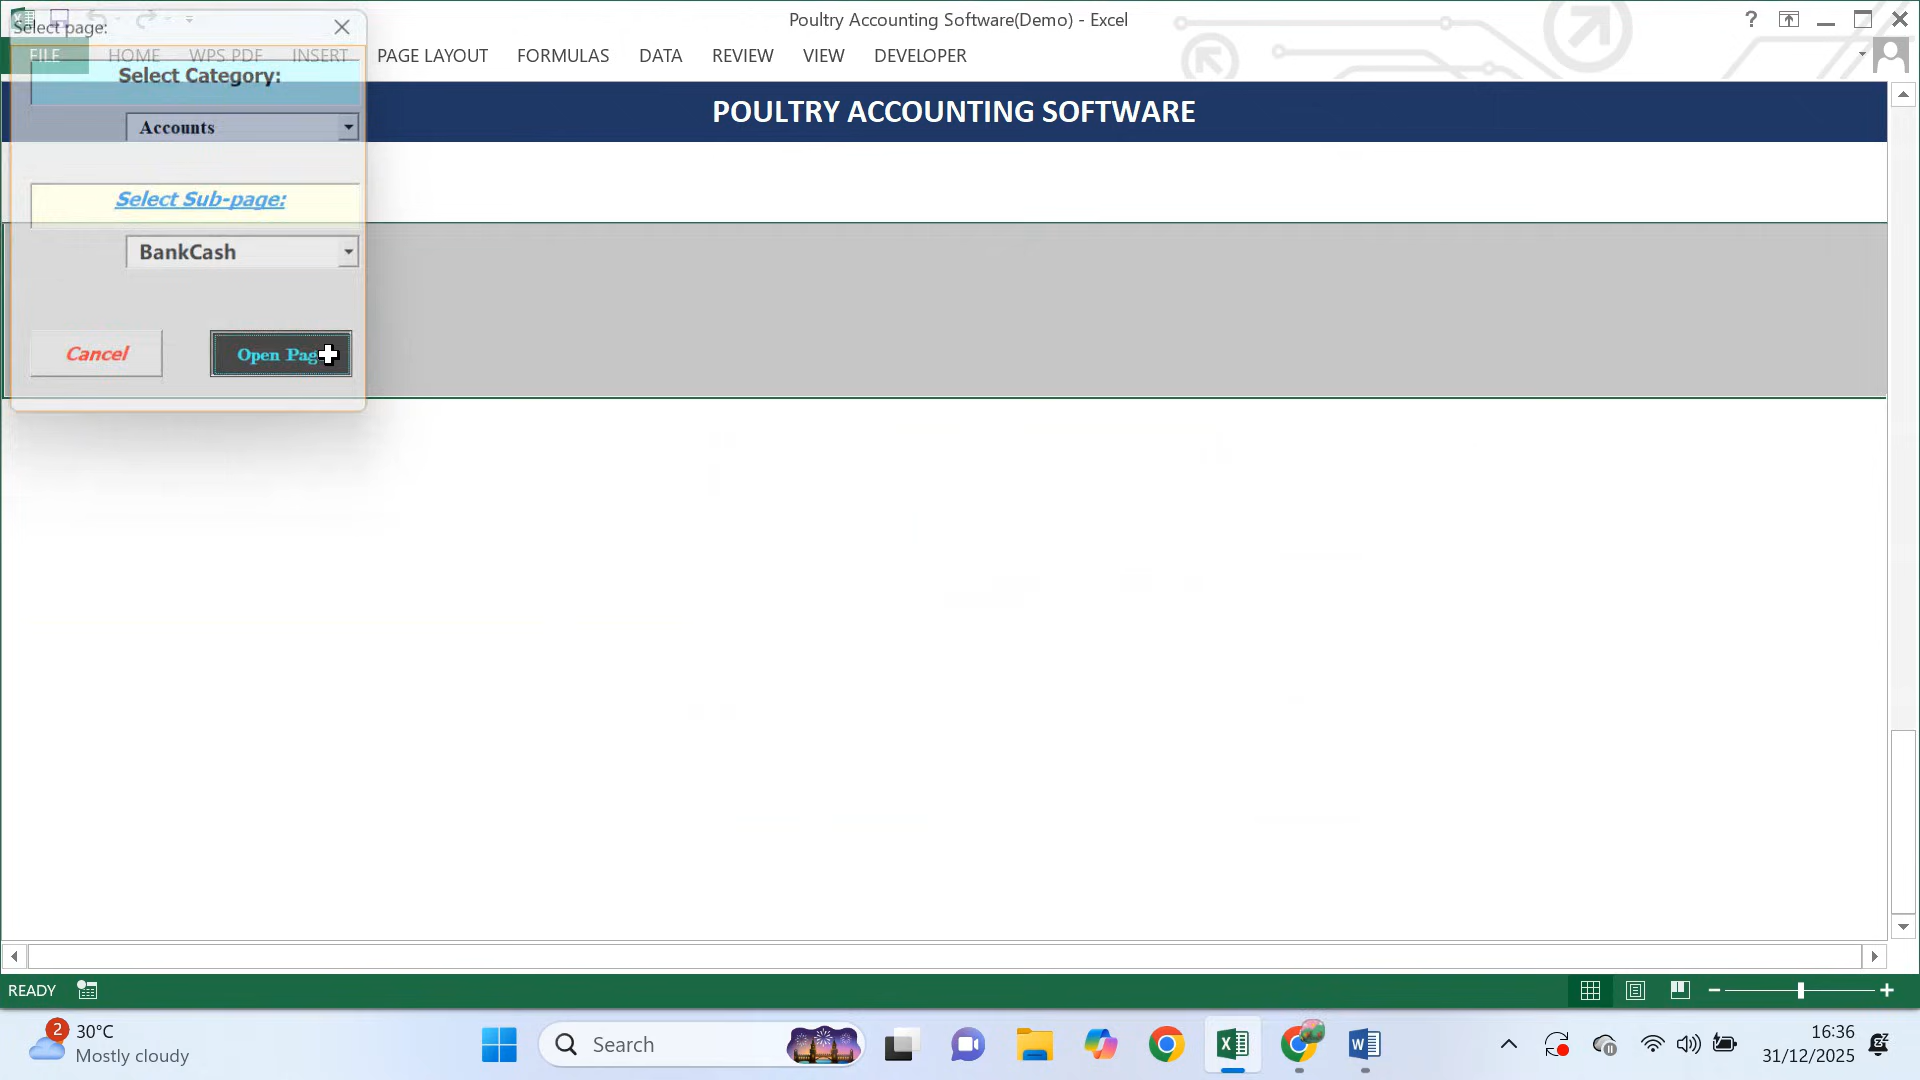 Poultry Accounting Software(Demo) - Excel
Select page:
FILE HOME WPS PDF INSERT PAGE LAYOUT FORMULAS DATA REVIEW VIEW DEVELOPER
Select Category:
POULTRY ACCOUNTING SOFTWARE
Accounts
Select Sub-page:
BankCash
Cancel
Open Pag
READY
2
30°C
Mostly cloudy
Search
16:36
31/12/2025